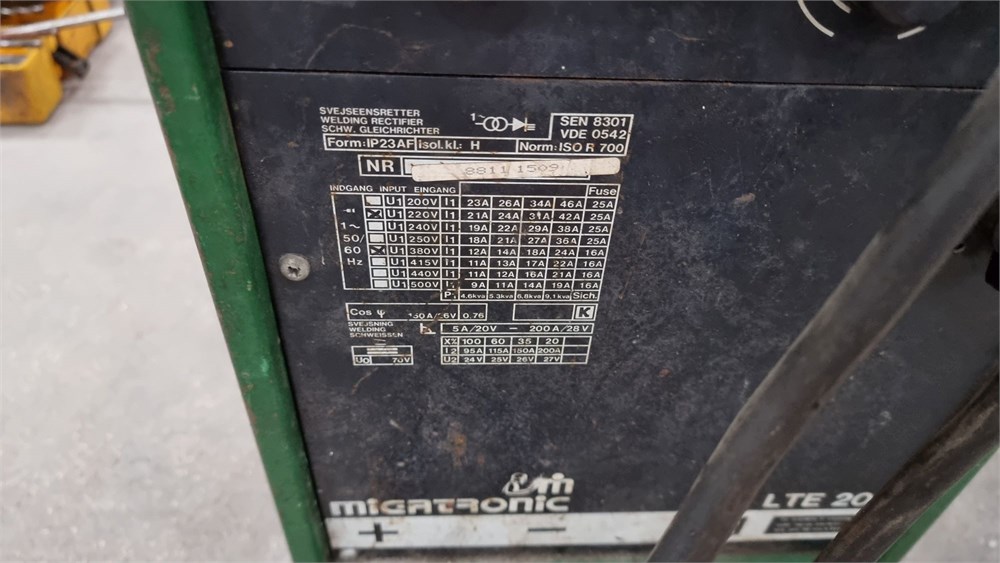 SVEJSEENSRETTER
WELDING RECTIFIER
SCHW. GLEICHRICHTER
1~
SEN 8301
VDE 0542
Form: IP23AF isol.kl.: H Norm: ISO R 700
NR 8811 1509
INDGANG INPUT EINGANG Fuse
U1 200V I1 23A 26A 34A 46A 25A
U1 220V I1 21A 24A 31A 42A 25A
1~ U1 240V I1 19A 22A 29A 38A 25A
50/ U1 250V I1 18A 21A 27A 36A 25A
60 U1 380V I1 12A 14A 18A 24A 16A
Hz U1 415V I1 11A 13A 17A 22A 16A
U1 440V I1 11A 12A 16A 21A 16A
U1 500V I1 9A 11A 14A 19A 16A
P1 4,6kva 5.3kva 6,8kva 9,1kva Sich.
Cos ψ 150A/26V 0,76 K
SVEJSNING
WELDING
SCHWEISSEN
5A/20V – 200A/28V
X% 100 60 35 20
I2 95A 115A 150A 200A
Uo 70V
U2 24V 25V 26V 27V
MIGATRONIC
LTE 20
+ –